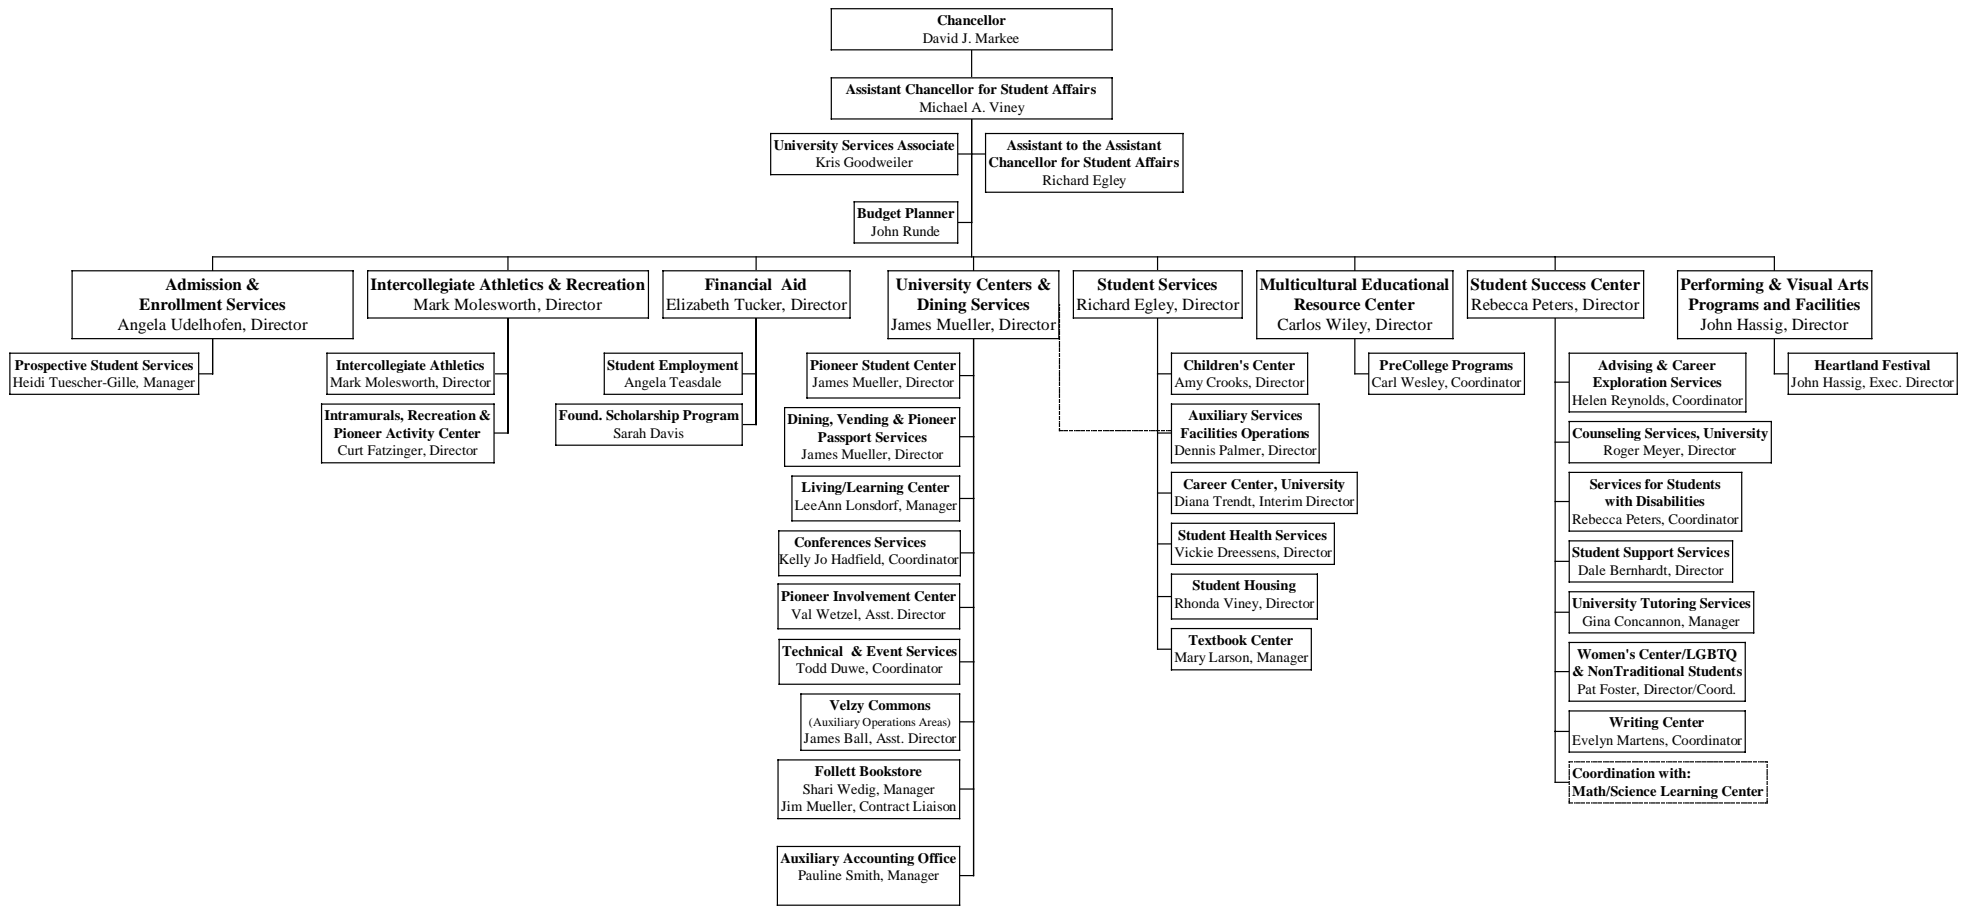 Chancellor
David J. Markee
Assistant Chancellor for Student Affairs
Michael A. Viney
University Services Associate
Kris Goodweiler
Assistant to the Assistant
Chancellor for Student Affairs
Richard Egley
Budget Planner
John Runde
Admission &
Enrollment Services
Angela Udelhofen, Director
Prospective Student Services
Heidi Tuescher-Gille, Manager
Intercollegiate Athletics & Recreation
Mark Molesworth, Director
Intercollegiate Athletics
Mark Molesworth, Director
Intramurals, Recreation &
Pioneer Activity Center
Curt Fatzinger, Director
Financial Aid
Elizabeth Tucker, Director
Student Employment
Angela Teasdale
Found. Scholarship Program
Sarah Davis
University Centers &
Dining Services
James Mueller, Director
Pioneer Student Center
James Mueller, Director
Dining, Vending & Pioneer
Passport Services
James Mueller, Director
Living/Learning Center
LeeAnn Lonsdorf, Manager
Conferences Services
Kelly Jo Hadfield, Coordinator
Pioneer Involvement Center
Val Wetzel, Asst. Director
Technical & Event Services
Todd Duwe, Coordinator
Velzy Commons
(Auxiliary Operations Areas)
James Ball, Asst. Director
Follett Bookstore
Shari Wedig, Manager
Jim Mueller, Contract Liaison
Auxiliary Accounting Office
Pauline Smith, Manager
Student Services
Richard Egley, Director
Children's Center
Amy Crooks, Director
Auxiliary Services
Facilities Operations
Dennis Palmer, Director
Career Center, University
Diana Trendt, Interim Director
Student Health Services
Vickie Dreessens, Director
Student Housing
Rhonda Viney, Director
Textbook Center
Mary Larson, Manager
Multicultural Educational
Resource Center
Carlos Wiley, Director
PreCollege Programs
Carl Wesley, Coordinator
Student Success Center
Rebecca Peters, Director
Advising & Career
Exploration Services
Helen Reynolds, Coordinator
Counseling Services, University
Roger Meyer, Director
Services for Students
with Disabilities
Rebecca Peters, Coordinator
Student Support Services
Dale Bernhardt, Director
University Tutoring Services
Gina Concannon, Manager
Women's Center/LGBTQ
& NonTraditional Students
Pat Foster, Director/Coord.
Writing Center
Evelyn Martens, Coordinator
Coordination with:
Math/Science Learning Center
Performing & Visual Arts
Programs and Facilities
John Hassig, Director
Heartland Festival
John Hassig, Exec. Director